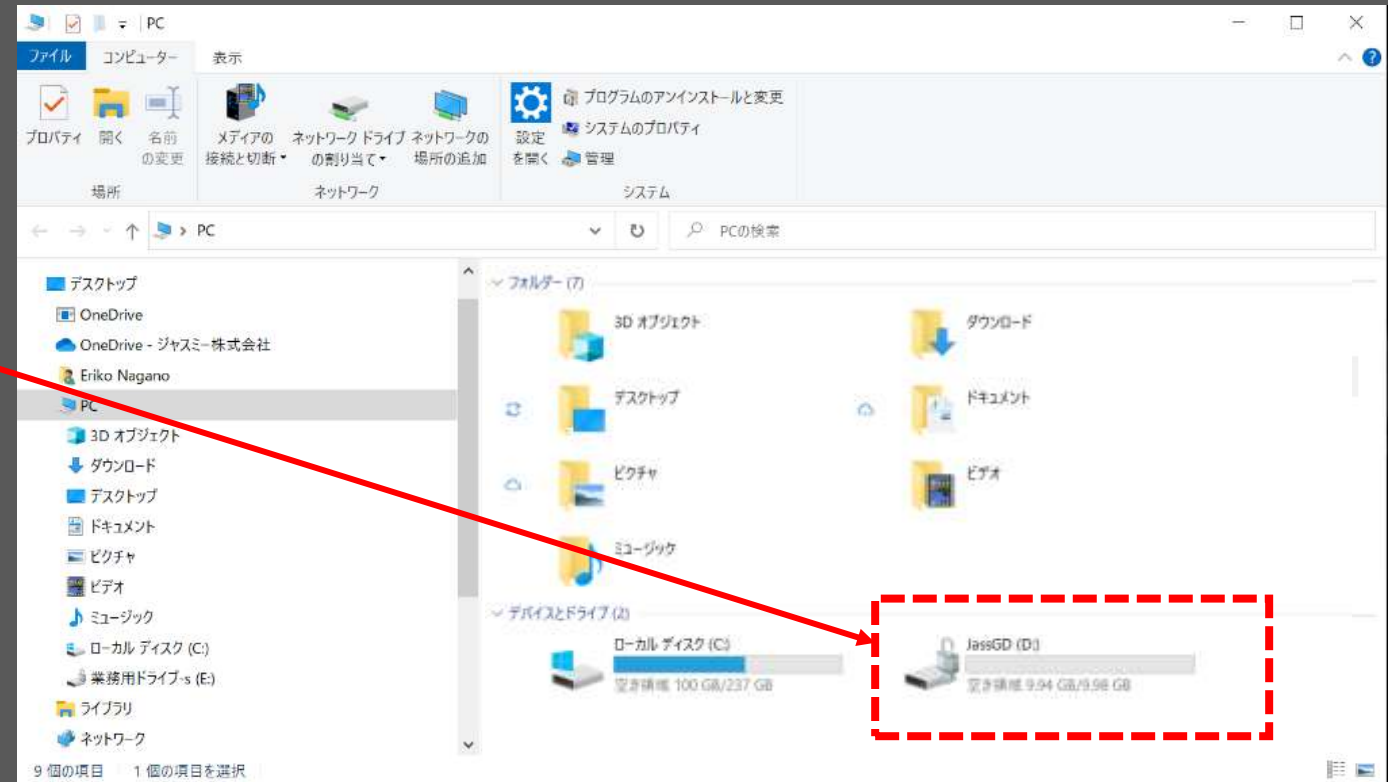 PC
ファイル コンピューター 表示
プロパティ 開く 名前の変更 メディアの接続と切断 ネットワーク ドライブの割り当て ネットワークの場所の追加 設定を開く
プログラムのアンインストールと変更
システムのプロパティ
管理
場所 ネットワーク システム
PC
PCの検索
デスクトップ
OneDrive
OneDrive - ジャスミー株式会社
Eriko Nagano
PC
3D オブジェクト
ダウンロード
デスクトップ
ドキュメント
ピクチャ
ビデオ
ミュージック
ローカル ディスク (C:)
業務用ドライブ-s (E:)
ライブラリ
ネットワーク
フォルダー (7)
3D オブジェクト
ダウンロード
デスクトップ
ドキュメント
ピクチャ
ビデオ
ミュージック
デバイスとドライブ (2)
ローカル ディスク (C:)
空き領域 100 GB/237 GB
JassGD (D:)
空き領域 9.94 GB/9.98 GB
9 個の項目 1 個の項目を選択